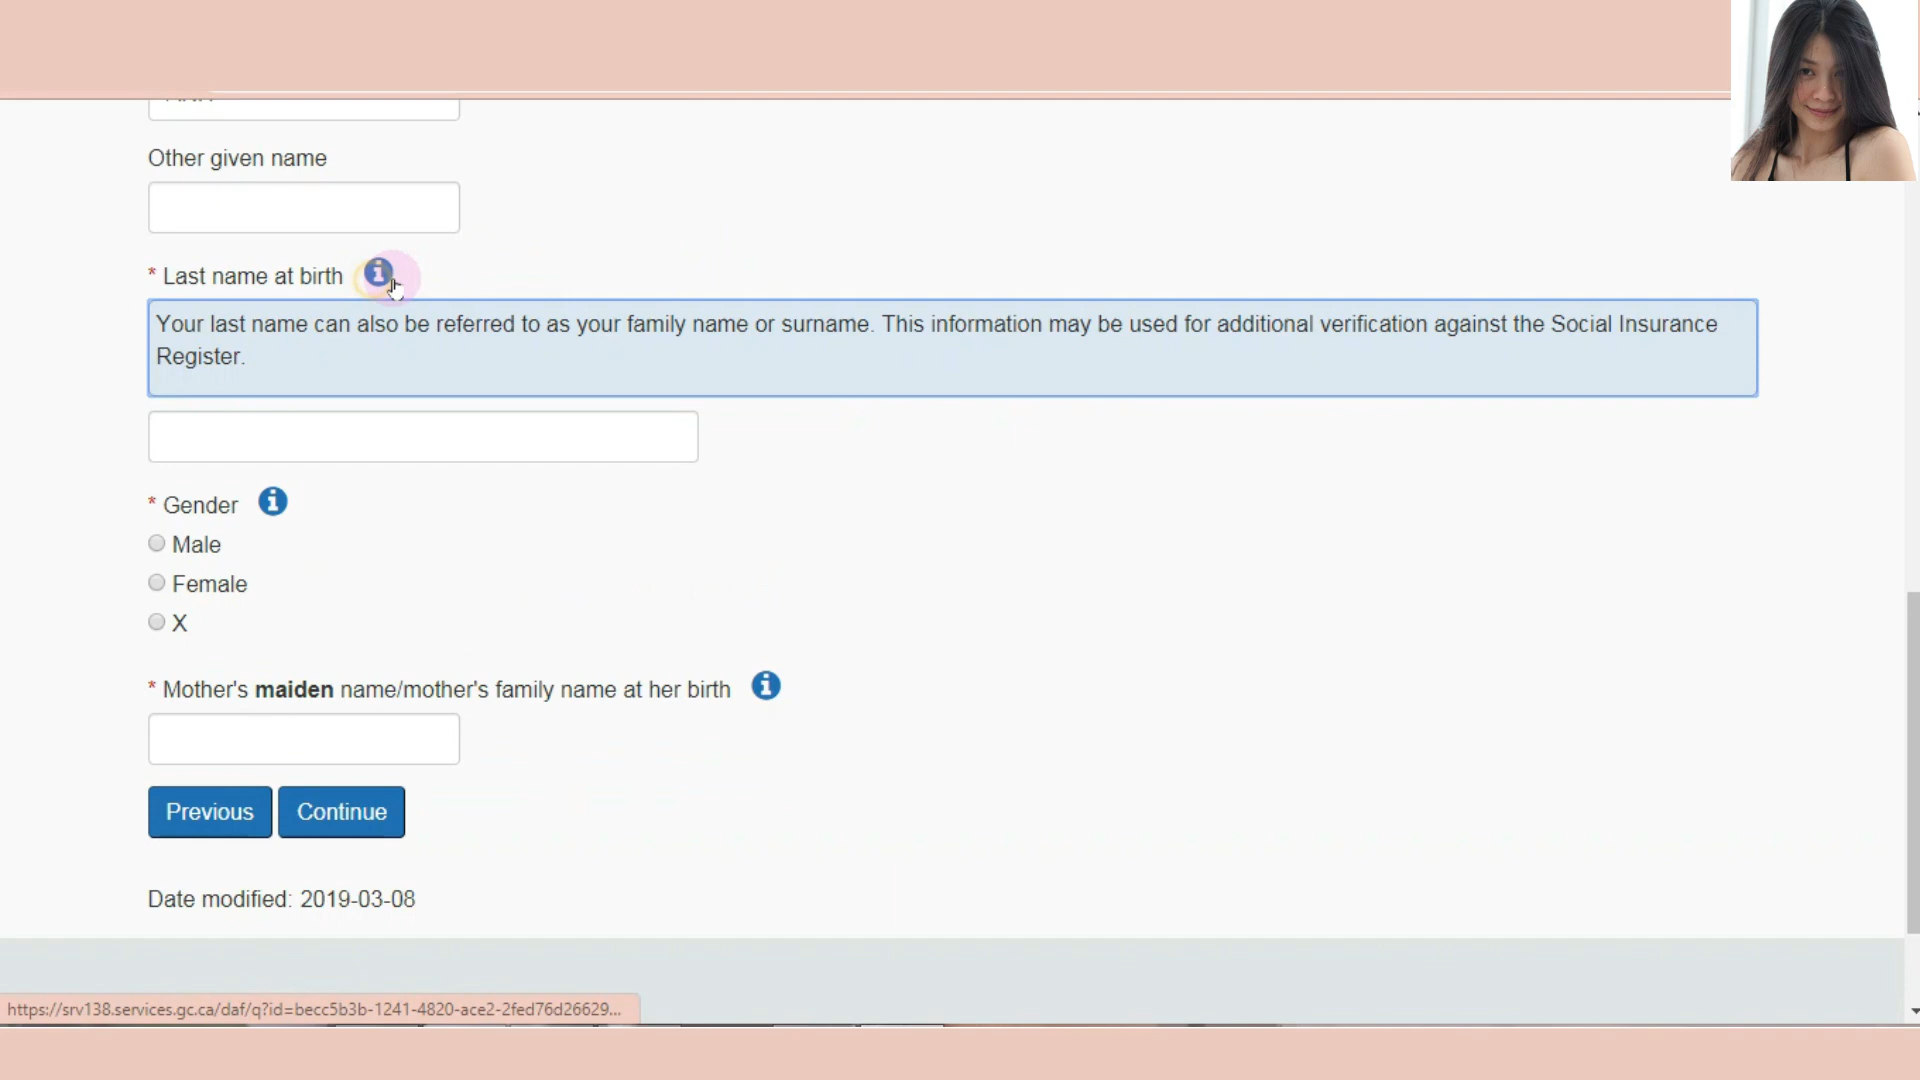 Other given name
* Last name at birth
Your last name can also be referred to as your family name or surname. This information may be used for additional verification against the Social Insurance
Register.
* Gender
Male
Female
X
* Mother's maiden name/mother's family name at her birth
Previous Continue
Date modified: 2019-03-08
https://srv138.services.gc.ca/daf/q?id=becc5b3b-1241-4820-ace2-2fed76d26629...